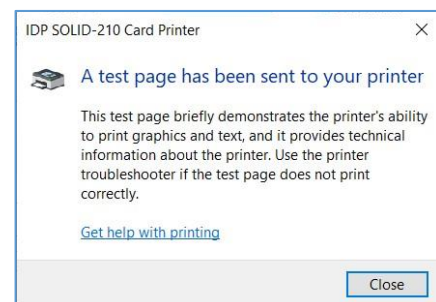 IDP SOLID-210 Card Printer
A test page has been sent to your printer
This test page briefly demonstrates the printer's ability
to print graphics and text, and it provides technical
information about the printer. Use the printer
troubleshooter if the test page does not print
correctly.
Get help with printing
Close